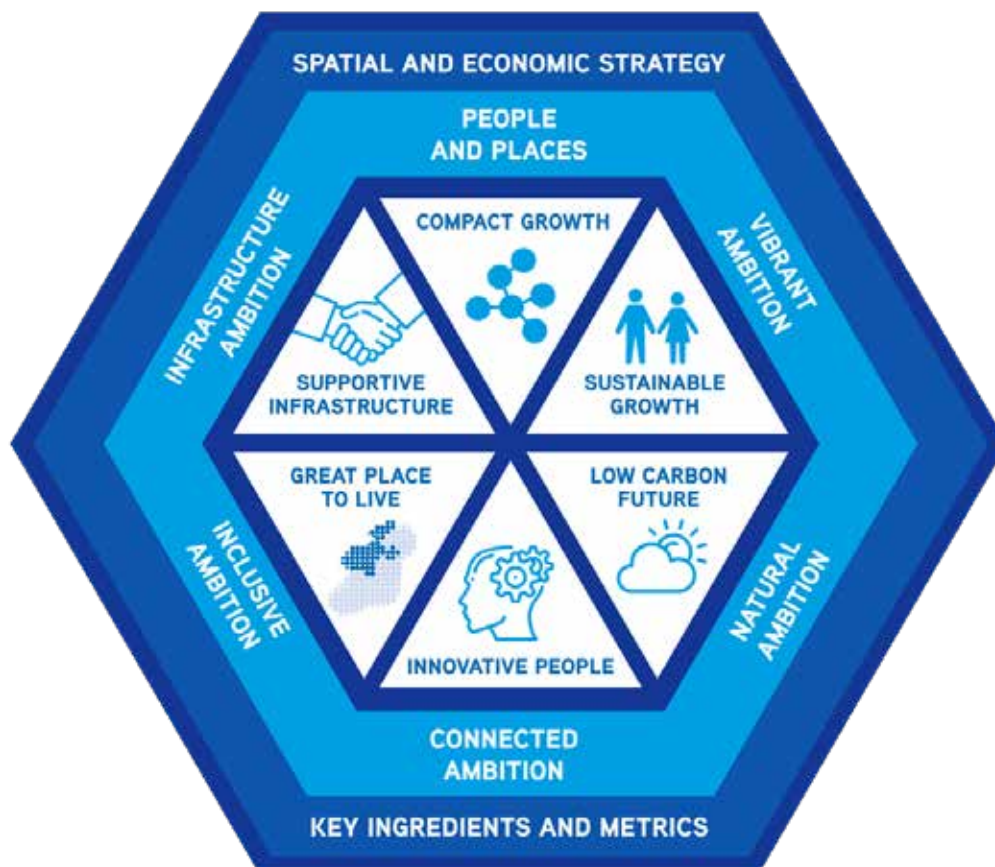 SPATIAL AND ECONOMIC STRATEGY
PEOPLE
AND PLACES
INFRASTRUCTURE
AMBITION
VIBRANT
AMBITION
COMPACT GROWTH
SUPPORTIVE
INFRASTRUCTURE
SUSTAINABLE
GROWTH
GREAT PLACE
TO LIVE
LOW CARBON
FUTURE
INNOVATIVE PEOPLE
INCLUSIVE
AMBITION
NATURAL
AMBITION
CONNECTED
AMBITION
KEY INGREDIENTS AND METRICS